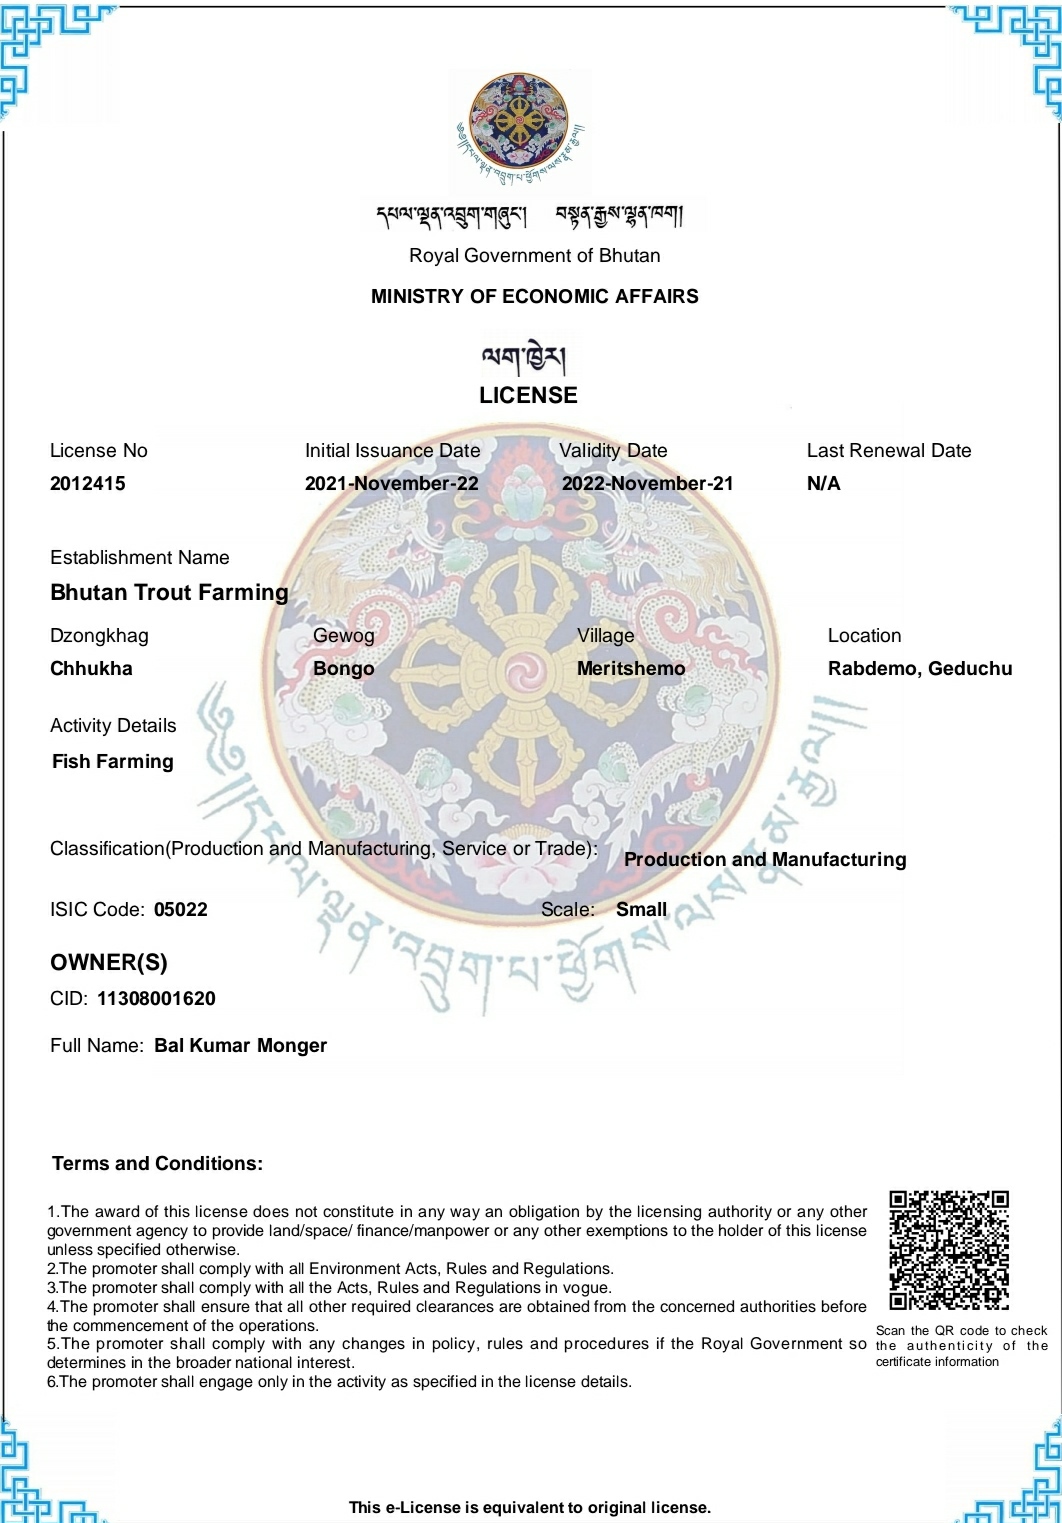 དཔལ་ལྡན་འབྲུག་གཞུང་། བསྟན་རྒྱས་ལྷན་ཁག།
Royal Government of Bhutan
MINISTRY OF ECONOMIC AFFAIRS
ལག་ཁྱེར།
LICENSE
License No Initial Issuance Date Validity Date Last Renewal Date
2012415 2021-November-22 2022-November-21 N/A
Establishment Name
Bhutan Trout Farming
Dzongkhag Gewog Village Location
Chhukha Bongo Meritshemo Rabdemo, Geduchu
Activity Details
Fish Farming
Classification(Production and Manufacturing, Service or Trade): Production and Manufacturing
ISIC Code: 05022 Scale: Small
OWNER(S)
CID: 11308001620
Full Name: Bal Kumar Monger
Terms and Conditions:
1.The award of this license does not constitute in any way an obligation by the licensing authority or any other
government agency to provide land/space/ finance/manpower or any other exemptions to the holder of this license
unless specified otherwise.
2.The promoter shall comply with all Environment Acts, Rules and Regulations.
3.The promoter shall comply with all the Acts, Rules and Regulations in vogue.
4.The promoter shall ensure that all other required clearances are obtained from the concerned authorities before
the commencement of the operations.
5.The promoter shall comply with any changes in policy, rules and procedures if the Royal Government so
determines in the broader national interest.
6.The promoter shall engage only in the activity as specified in the license details.
Scan the QR code to check
the authenticity of the
certificate information
This e-License is equivalent to original license.